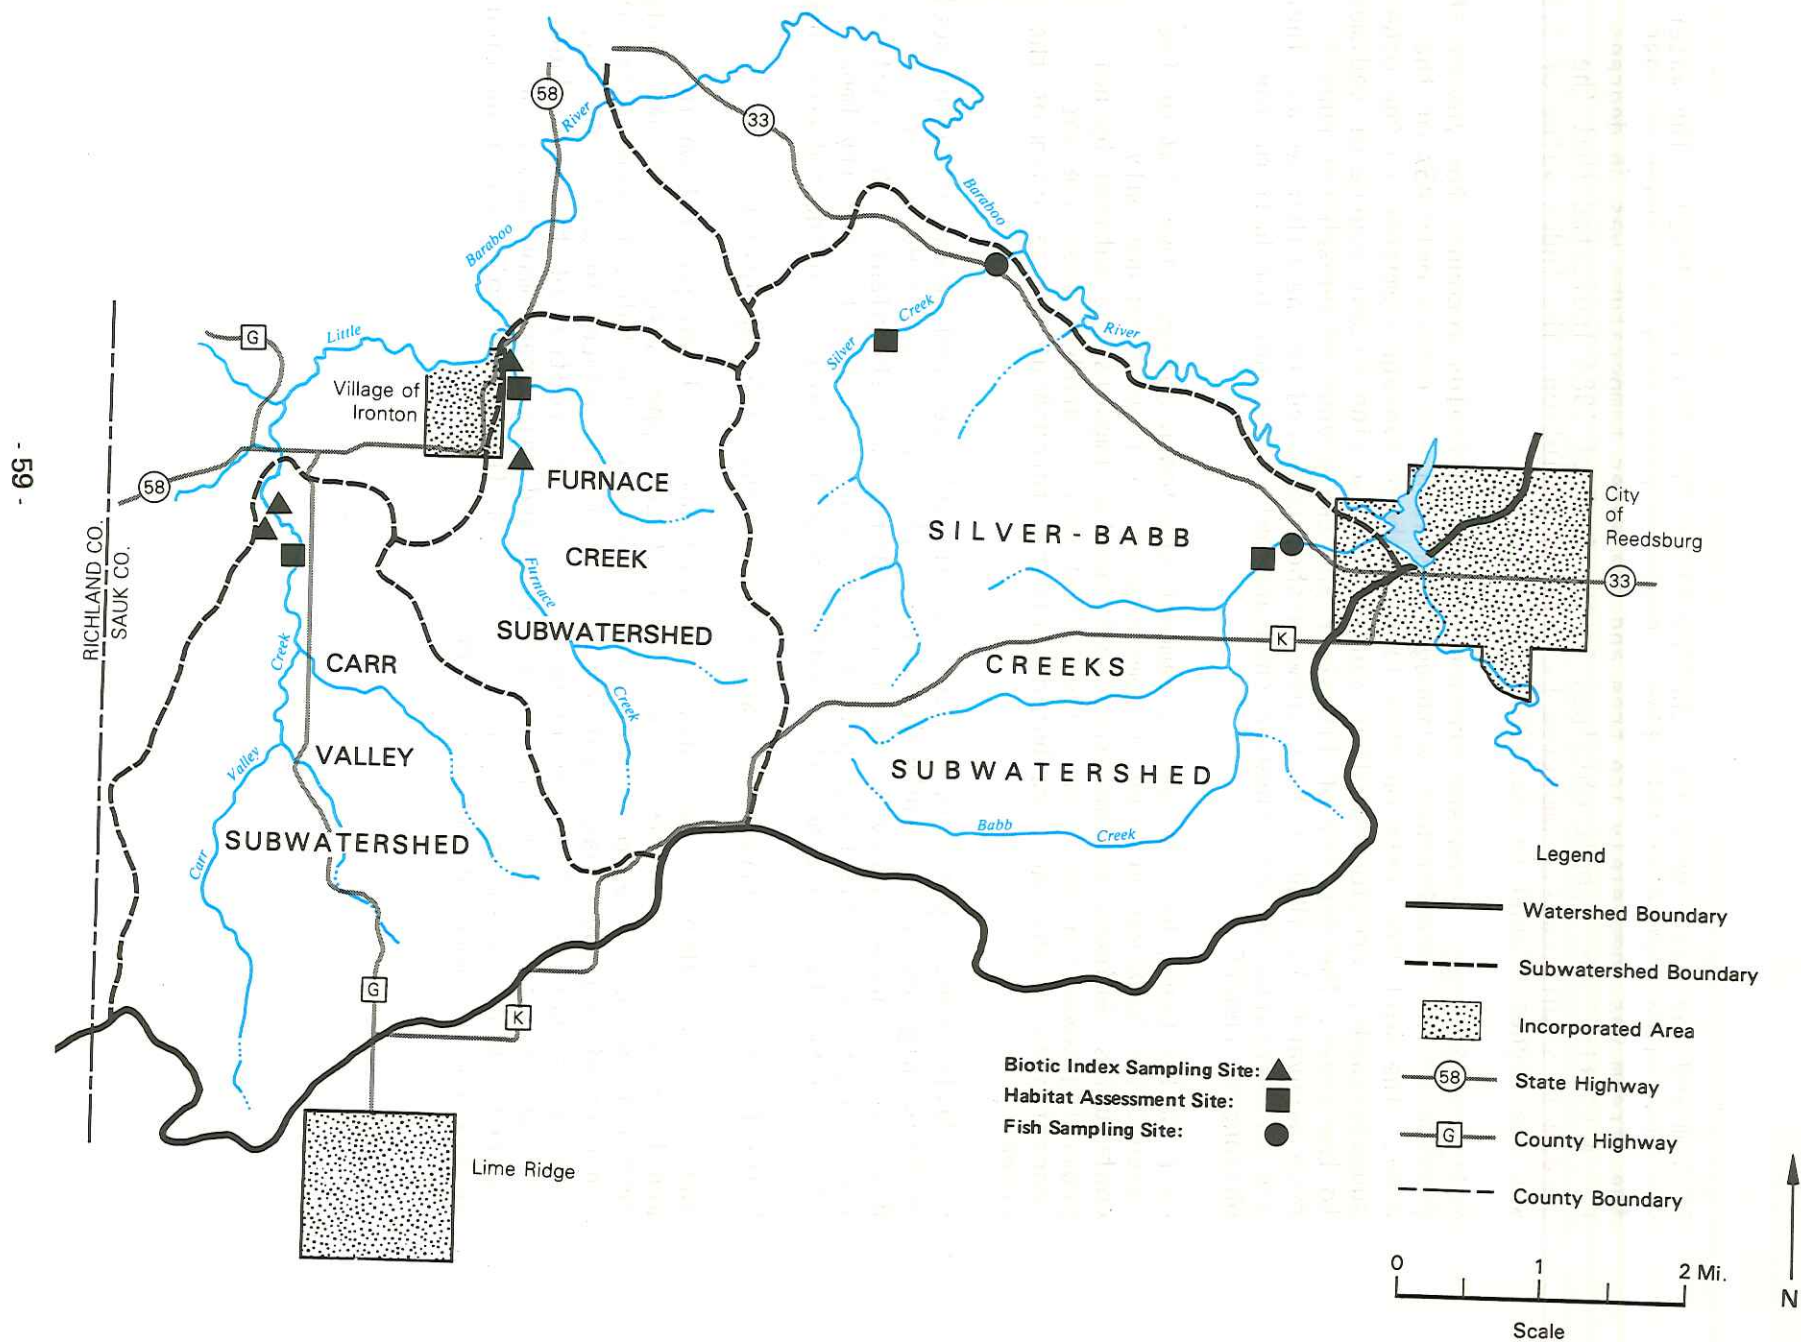 58
33
River
Baraboo
Baraboo
Creek
Silver
River
G
Little
Village of
Ironton
58
FURNACE
CREEK
Furnace
SUBWATERSHED
Creek
SILVER-BABB
CREEKS
SUBWATERSHED
Babb
Creek
K
City
of
Reedsburg
33
- 59 -
RICHLAND CO.
SAUK CO.
Creek
CARR
Valley
VALLEY
SUBWATERSHED
Carr
G
K
Lime Ridge
Biotic Index Sampling Site:
Habitat Assessment Site:
Fish Sampling Site:
Legend
Watershed Boundary
Subwatershed Boundary
Incorporated Area
58 State Highway
G County Highway
County Boundary
0 1 2 Mi.
Scale
N